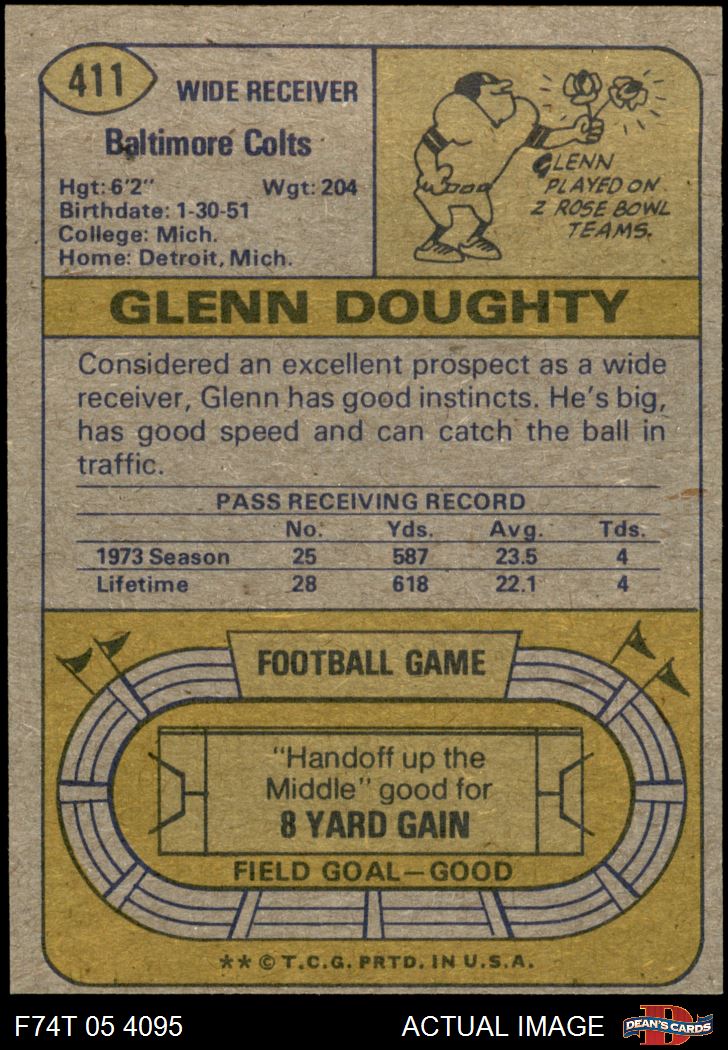 411
WIDE RECEIVER
Baltimore Colts
Hgt: 6'2" Wgt: 204
Birthdate: 1-30-51
College: Mich.
Home: Detroit, Mich.
GLENN
PLAYED ON
2 ROSE BOWL
TEAMS.
GLENN DOUGHTY
Considered an excellent prospect as a wide
receiver, Glenn has good instincts. He's big,
has good speed and can catch the ball in
traffic.
PASS RECEIVING RECORD
No. Yds. Avg. Tds.
1973 Season 25 587 23.5 4
Lifetime 28 618 22.1 4
FOOTBALL GAME
"Handoff up the
Middle" good for
8 YARD GAIN
FIELD GOAL—GOOD
** © T.C.G. PRTD. IN U.S.A.
F74T 05 4095 ACTUAL IMAGE D DEAN'S CARDS